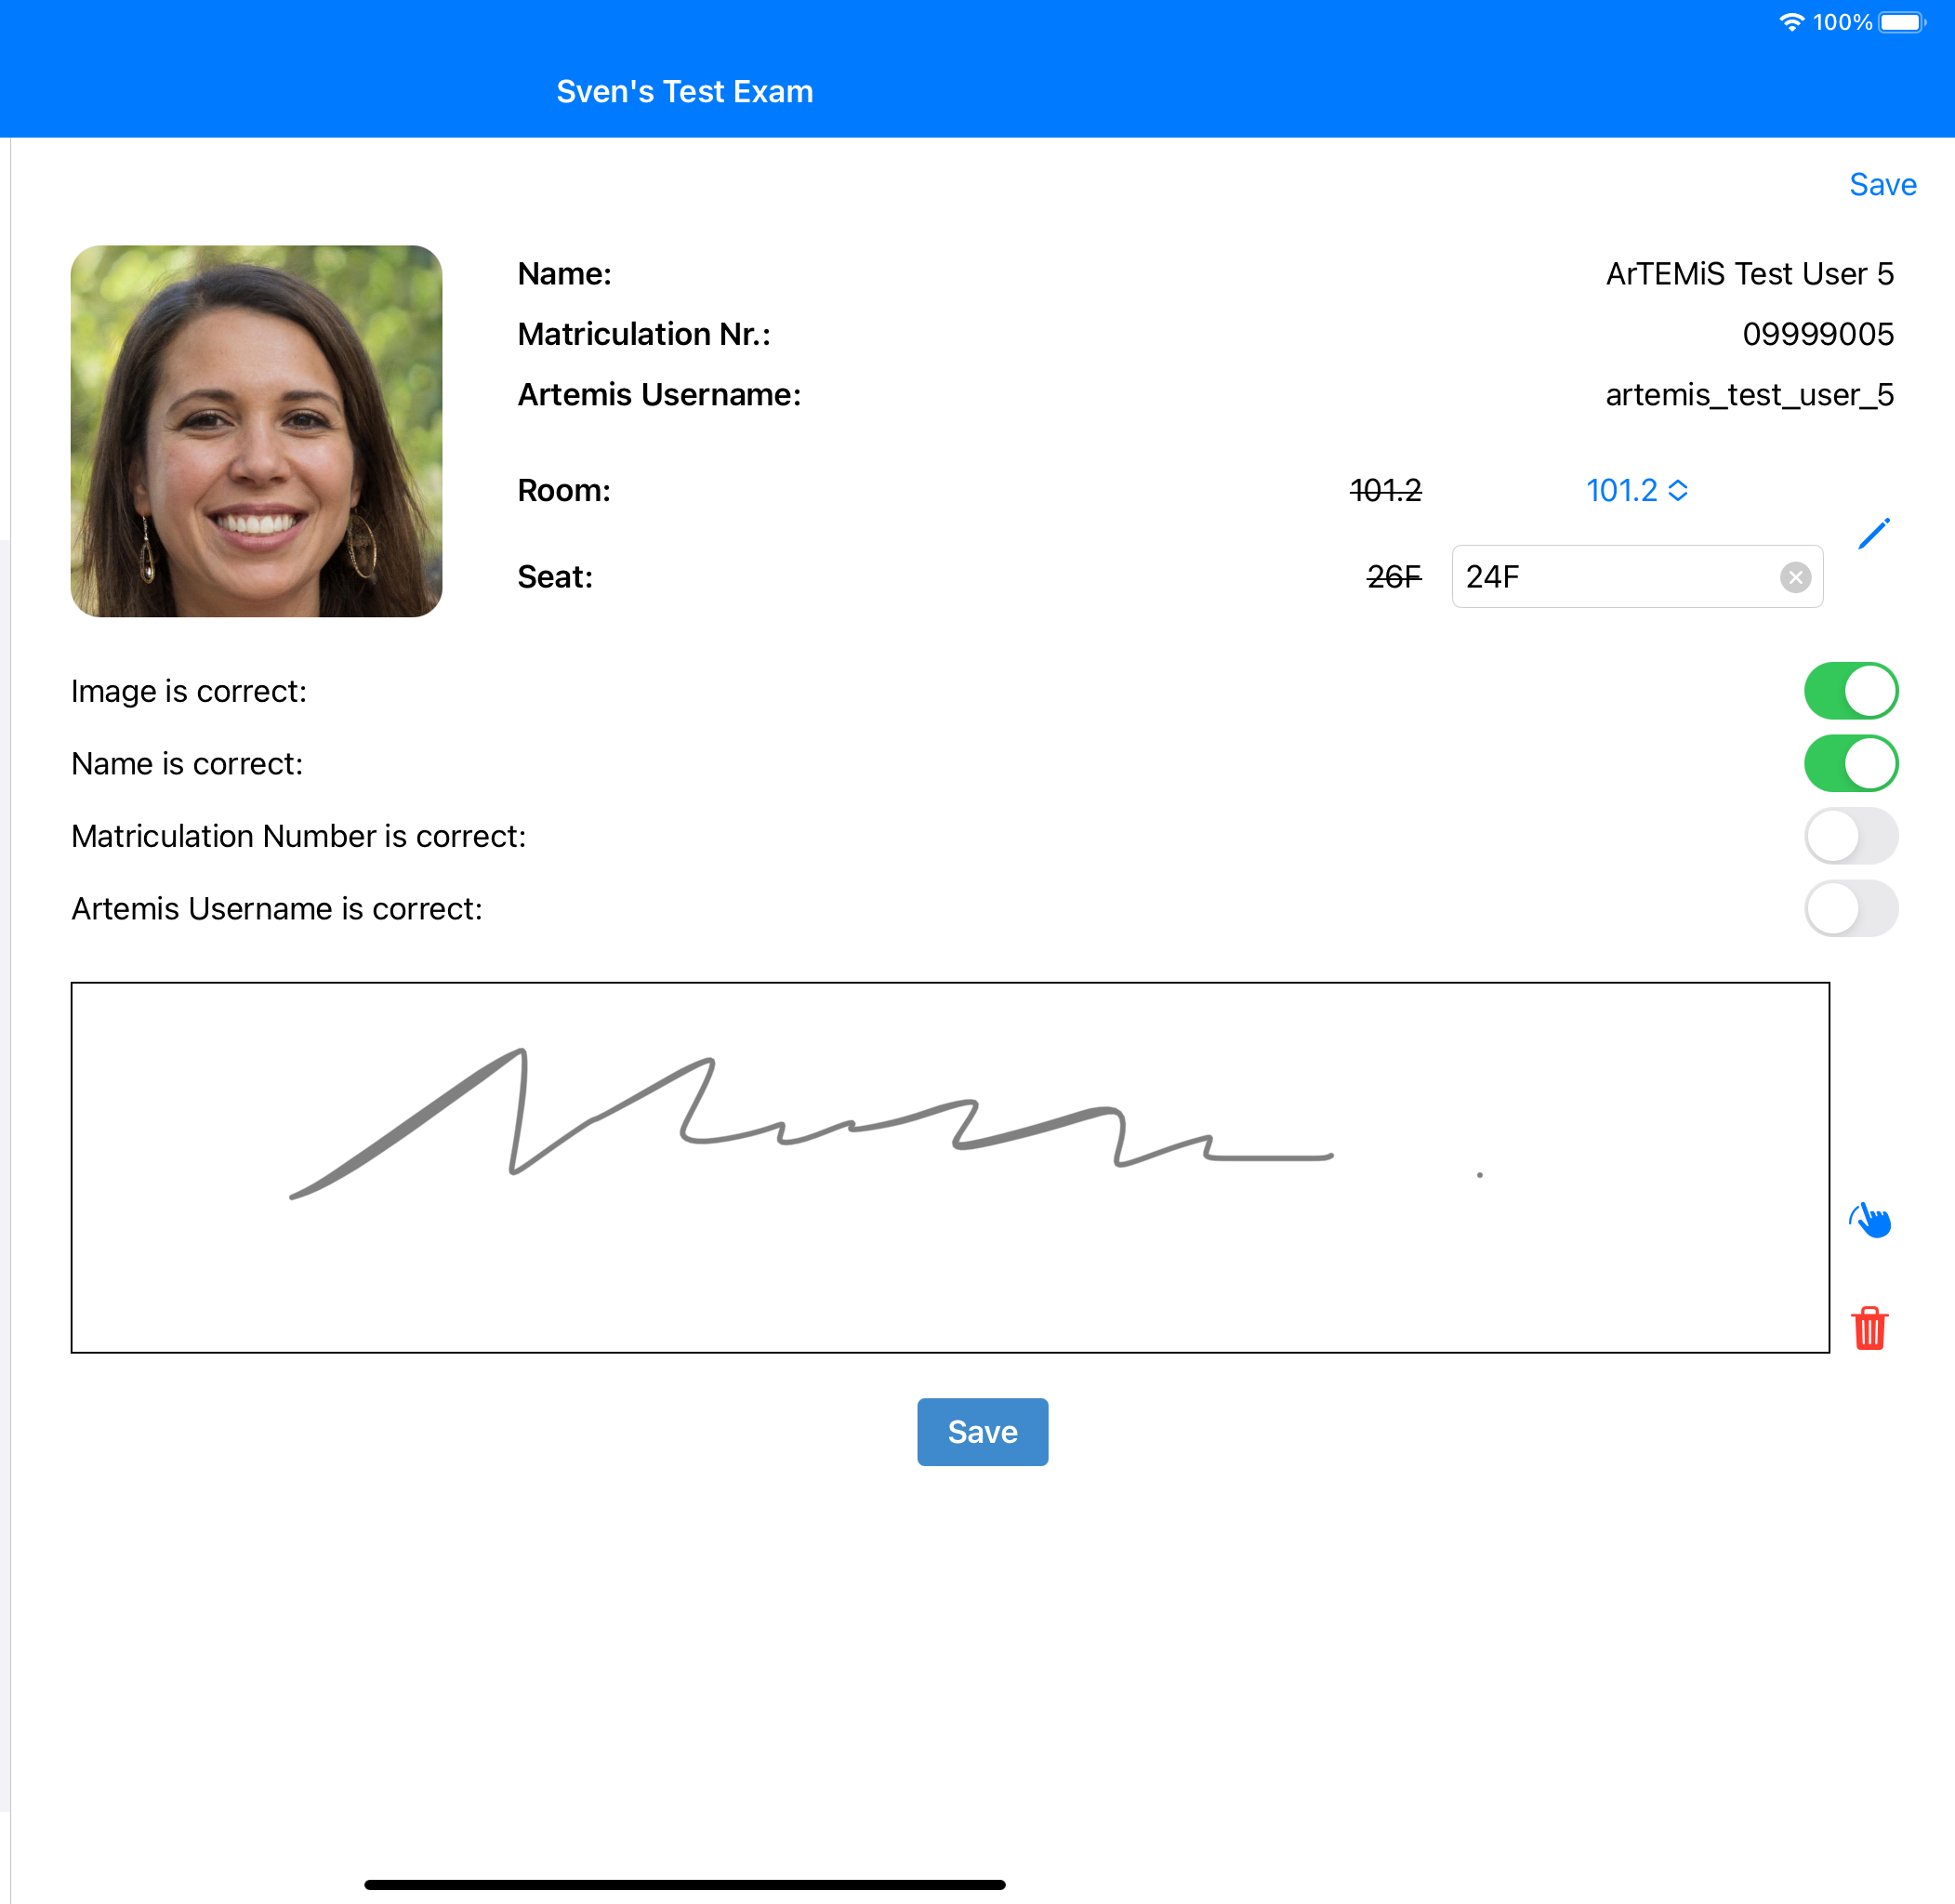 100%
Sven's Test Exam
Save
Name: ArTEMiS Test User 5
Matriculation Nr.: 09999005
Artemis Username: artemis_test_user_5
Room: 101.2 101.2
Seat: 26F 24F
Image is correct:
Name is correct:
Matriculation Number is correct:
Artemis Username is correct:
Save